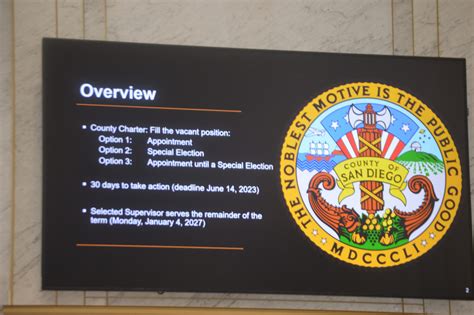 Overview
▪ County Charter: Fill the vacant position:
Option 1: Appointment
Option 2: Special Election
Option 3: Appointment until a Special Election
▪ 30 days to take action (deadline June 14, 2023)
▪ Selected Supervisor serves the remainder of the
term (Monday, January 4, 2027)
THE NOBLEST MOTIVE IS THE PUBLIC GOOD
COUNTY OF
SAN DIEGO
MDCCCLI
2